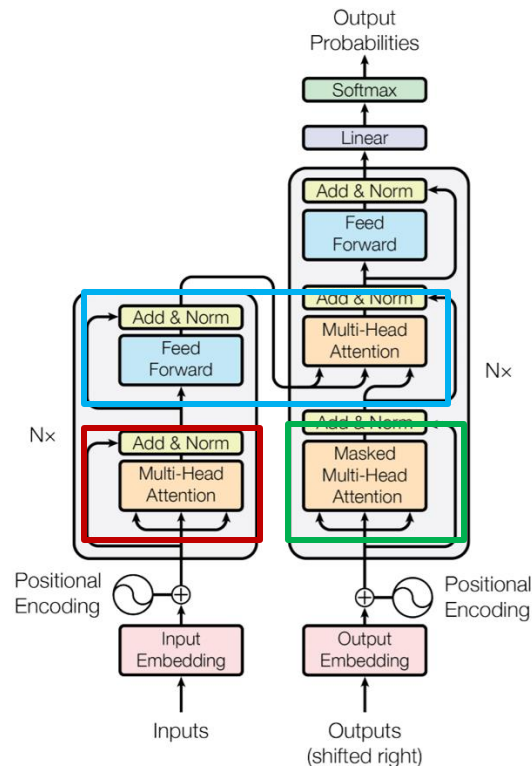 Output
Probabilities
Softmax
Linear
Add & Norm
Feed
Forward
Add & Norm
Multi-Head
Attention
Nx
Add & Norm
Masked
Multi-Head
Attention
Add & Norm
Feed
Forward
Nx
Add & Norm
Multi-Head
Attention
Positional
Encoding
Positional
Encoding
Input
Embedding
Output
Embedding
Inputs
Outputs
(shifted right)